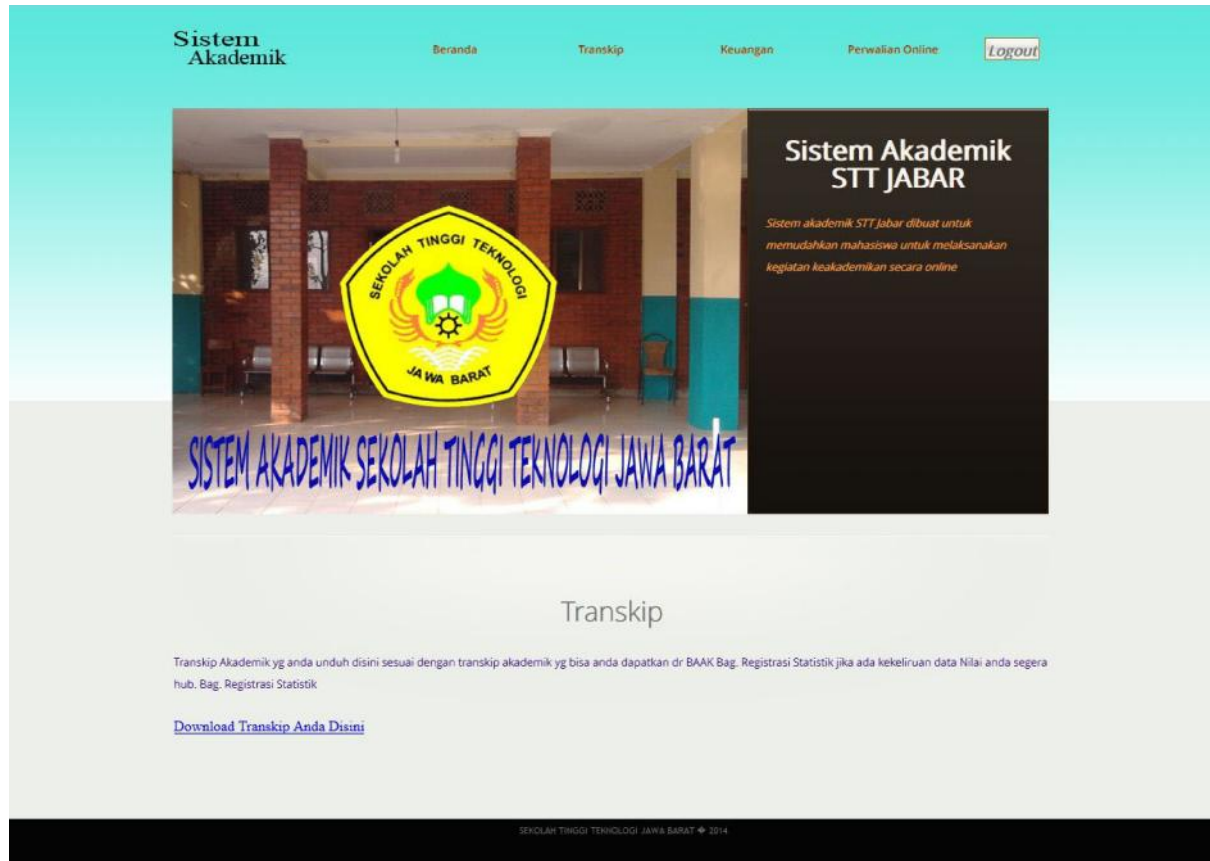 Sistem
Akademik
Beranda Transkip Keuangan Perwalian Online Logout
SEKOLAH TINGGI TEKNOLOGI
JAWA BARAT
SISTEM AKADEMIK SEKOLAH TINGGI TEKNOLOGI JAWA BARAT
Sistem Akademik
STT JABAR
Sistem akademik STT Jabar dibuat untuk
memudahkan mahasiswa untuk melaksanakan
kegiatan keakademikan secara online
Transkip
Transkip Akademik yg anda unduh disini sesuai dengan transkip akademik yg bisa anda dapatkan dr BAAK Bag. Registrasi Statistik jika ada kekeliruan data Nilai anda segera
hub. Bag. Registrasi Statistik
Download Transkip Anda Disini
SEKOLAH TINGGI TEKNOLOGI JAWA BARAT � 2014